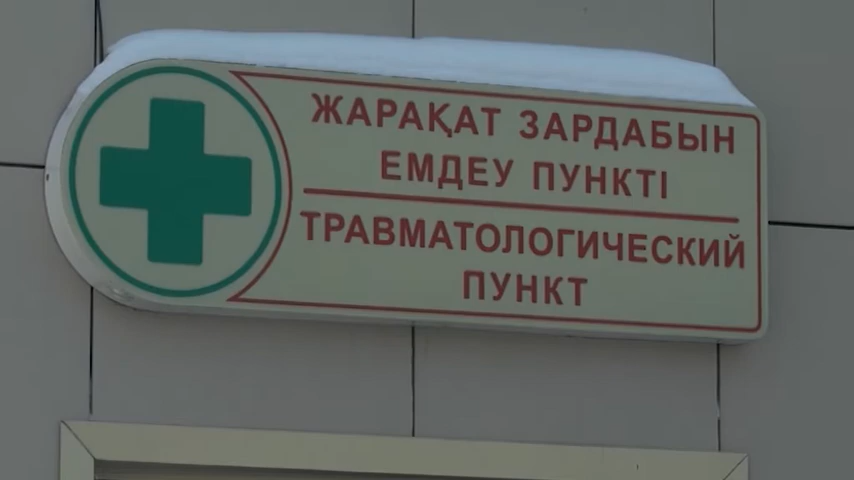 ЖАРАҚАТ ЗАРДАБЫН
ЕМДЕУ ПУНКТІ
ТРАВМАТОЛОГИЧЕСКИЙ
ПУНКТ